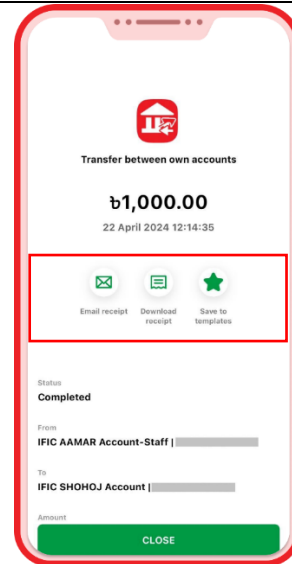 Transfer between own accounts
৳1,000.00
22 April 2024 12:14:35
Email receipt
Download
receipt
Save to
templates
Status
Completed
From
IFIC AAMAR Account-Staff |
To
IFIC SHOHOJ Account |
Amount
CLOSE